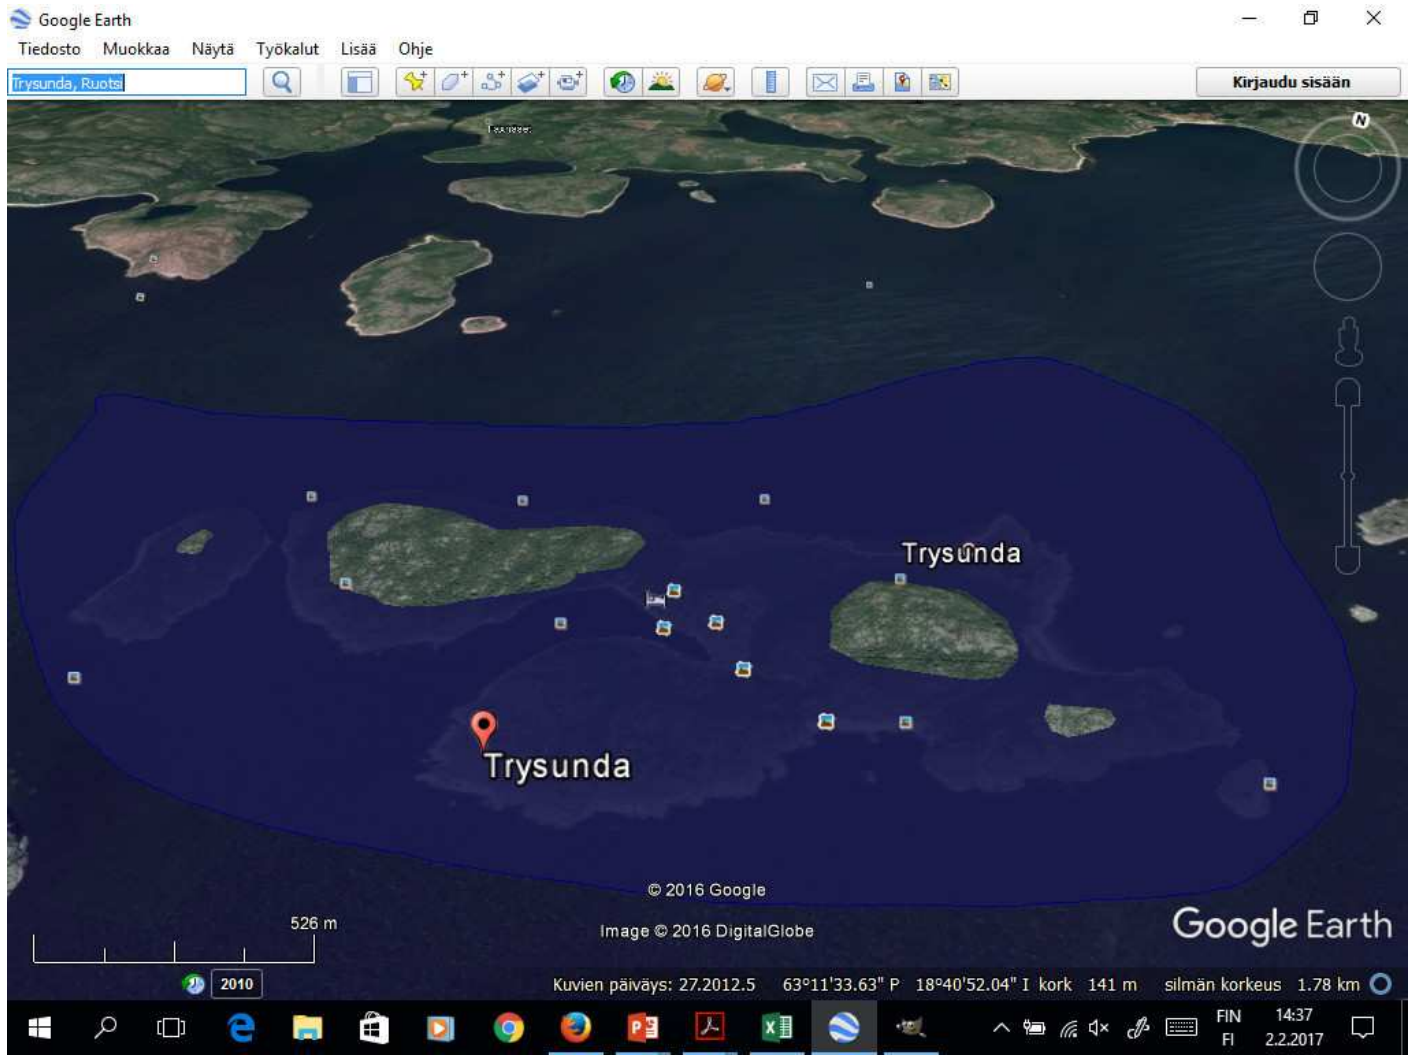 Google Earth
Tiedosto Muokkaa Näytä Työkalut Lisää Ohje
Trysunda, Ruotsi
Kirjaudu sisään
N
Trysunda
Trysunda
© 2016 Google
526 m
Image © 2016 DigitalGlobe
Google Earth
2010
Kuvien päiväys: 27.2012.5 63°11'33.63" P 18°40'52.04" I kork 141 m silmän korkeus 1.78 km
FIN
FI
14:37
2.2.2017